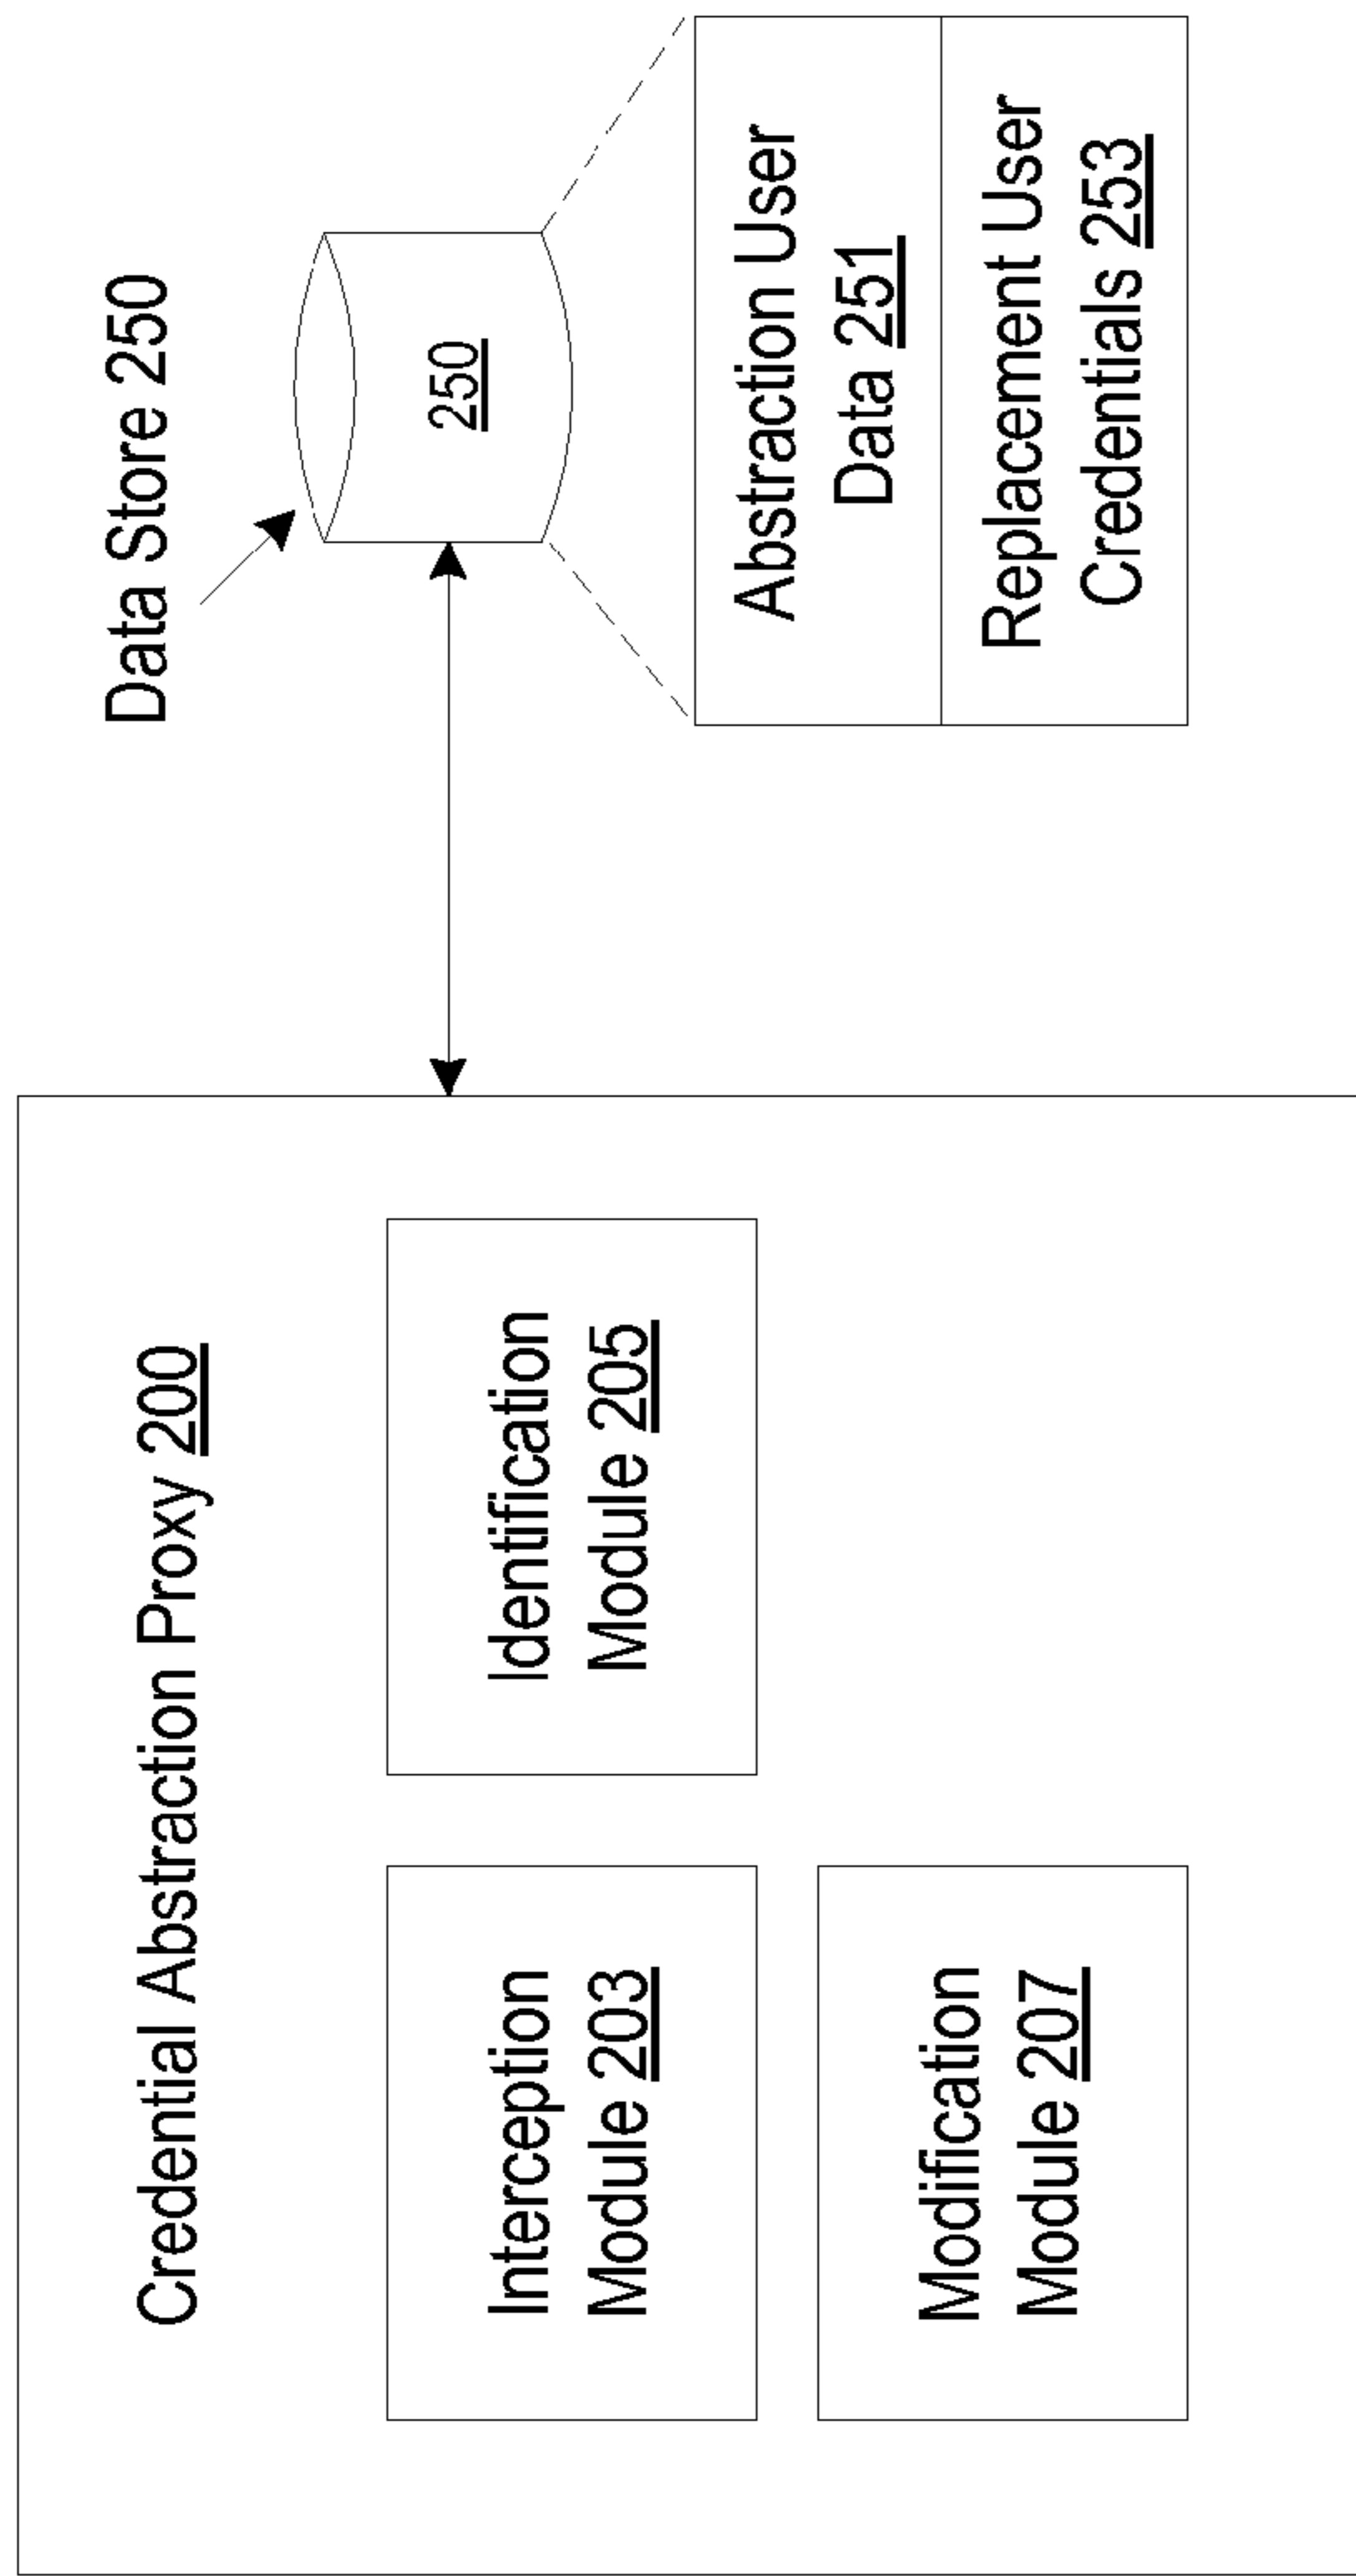 Credential Abstraction Proxy 200
Interception
Module 203
Identification
Module 205
Modification
Module 207
Data Store 250
250
Abstraction User
Data 251
Replacement User
Credentials 253